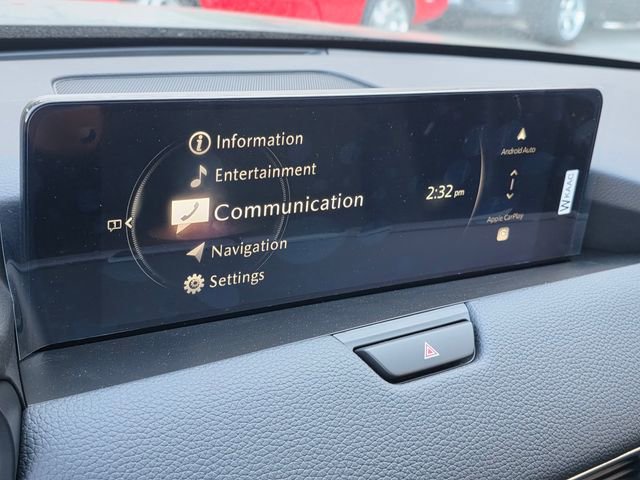 Information
Entertainment
Communication
Navigation
Settings
2:32 pm
Android Auto
Apple CarPlay